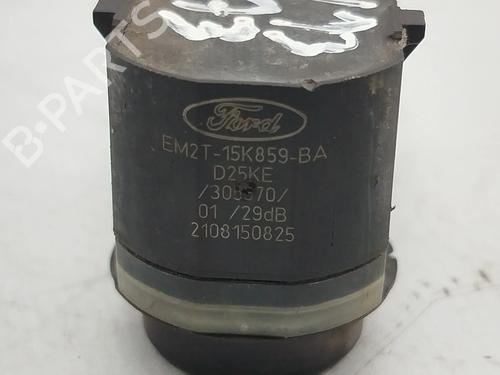 Ford
EM2T-15K859-BA
D25KE
01 /29dB
2108150825
B-PARTS